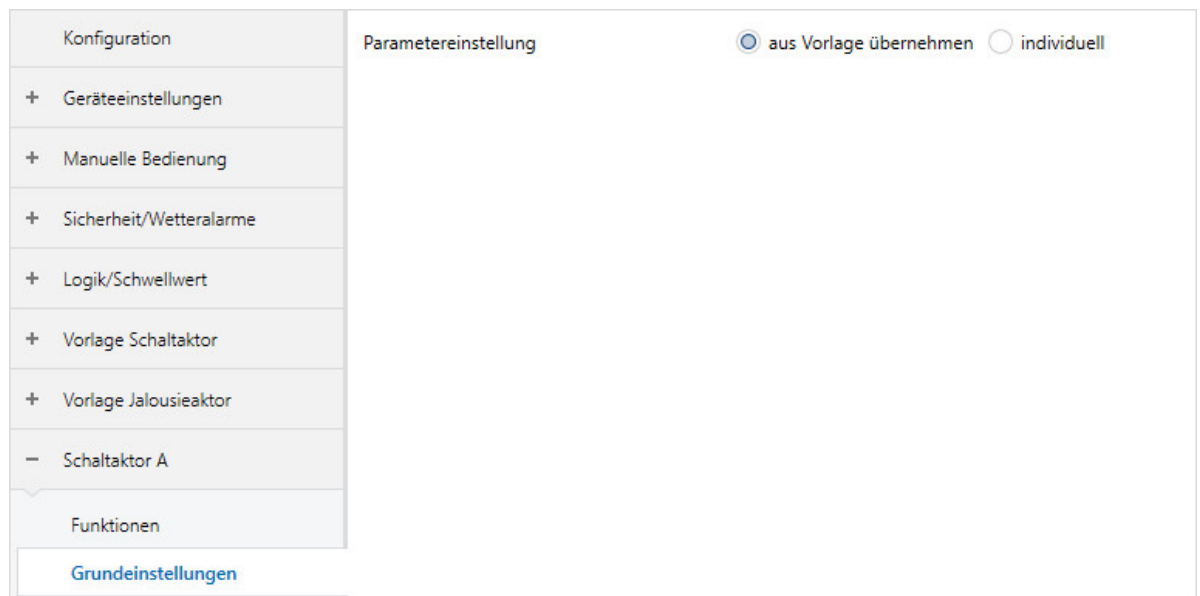 Konfiguration
Parametereinstellung aus Vorlage übernehmen individuell
+ Geräteeinstellungen
+ Manuelle Bedienung
+ Sicherheit/Wetteralarme
+ Logik/Schwellwert
+ Vorlage Schaltaktor
+ Vorlage Jalousieaktor
− Schaltaktor A
Funktionen
Grundeinstellungen